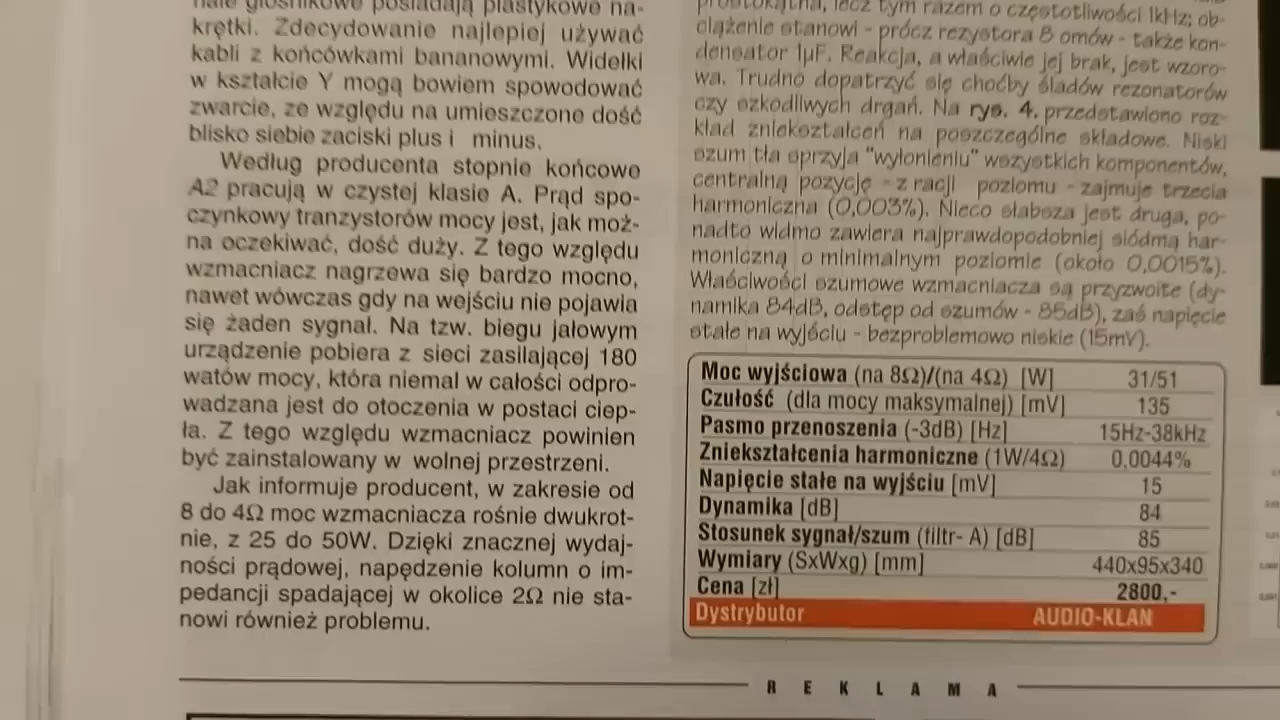 nale głośnikowe posiadają plastykowe na-
krętki. Zdecydowanie najlepiej używać
kabli z końcówkami bananowymi. Widełki
w kształcie Y mogą bowiem spowodować
zwarcie, ze względu na umieszczone dość
blisko siebie zaciski plus i minus.
Według producenta stopnie końcowe
A2 pracują w czystej klasie A. Prąd spo-
czynkowy tranzystorów mocy jest, jak moż-
na oczekiwać, dość duży. Z tego względu
wzmacniacz nagrzewa się bardzo mocno,
nawet wówczas gdy na wejściu nie pojawia
się żaden sygnał. Na tzw. biegu jałowym
urządzenie pobiera z sieci zasilającej 180
watów mocy, która niemal w całości odpro-
wadzana jest do otoczenia w postaci ciep-
ła. Z tego względu wzmacniacz powinien
być zainstalowany w wolnej przestrzeni.
Jak informuje producent, w zakresie od
8 do 4Ω moc wzmacniacza rośnie dwukrot-
nie, z 25 do 50W. Dzięki znacznej wydaj-
ności prądowej, napędzenie kolumn o im-
pedancji spadającej w okolice 2Ω nie sta-
nowi również problemu.
prostokątna, lecz tym razem o częstotliwości 1kHz; ob-
ciążenie stanowi - prócz rezystora 8 omów - także kon-
densator 1µF. Reakcja, a właściwie jej brak, jest wzoro-
wa. Trudno dopatrzyć się choćby śladów rezonatorów
czy szkodliwych drgań. Na rys. 4. przedstawiono roz-
kład zniekształceń na poszczególne składowe. Niski
szum tła sprzyja "wyłonieniu" wszystkich komponentów,
centralną pozycję - z racji poziomu - zajmuje trzecia
harmoniczna (0,003%). Nieco słabsza jest druga, po-
nadto widmo zawiera najprawdopodobniej siódmą har-
moniczną o minimalnym poziomie (około 0,0015%).
Właściwości szumowe wzmacniacza są przyzwoite (dy-
namika 84dB, odstęp od szumów - 85dB), zaś napięcie
stałe na wyjściu - bezproblemowo niskie (15mV).
Moc wyjściowa (na 8Ω)/(na 4Ω) [W] 31/51
Czułość (dla mocy maksymalnej) [mV] 135
Pasmo przenoszenia (-3dB) [Hz] 15Hz-38kHz
Zniekształcenia harmoniczne (1W/4Ω) 0,0044%
Napięcie stałe na wyjściu [mV] 15
Dynamika [dB] 84
Stosunek sygnał/szum (filtr- A) [dB] 85
Wymiary (SxWxg) [mm] 440x95x340
Cena [zł] 2800,-
Dystrybutor AUDIO-KLAN
REKLAMA